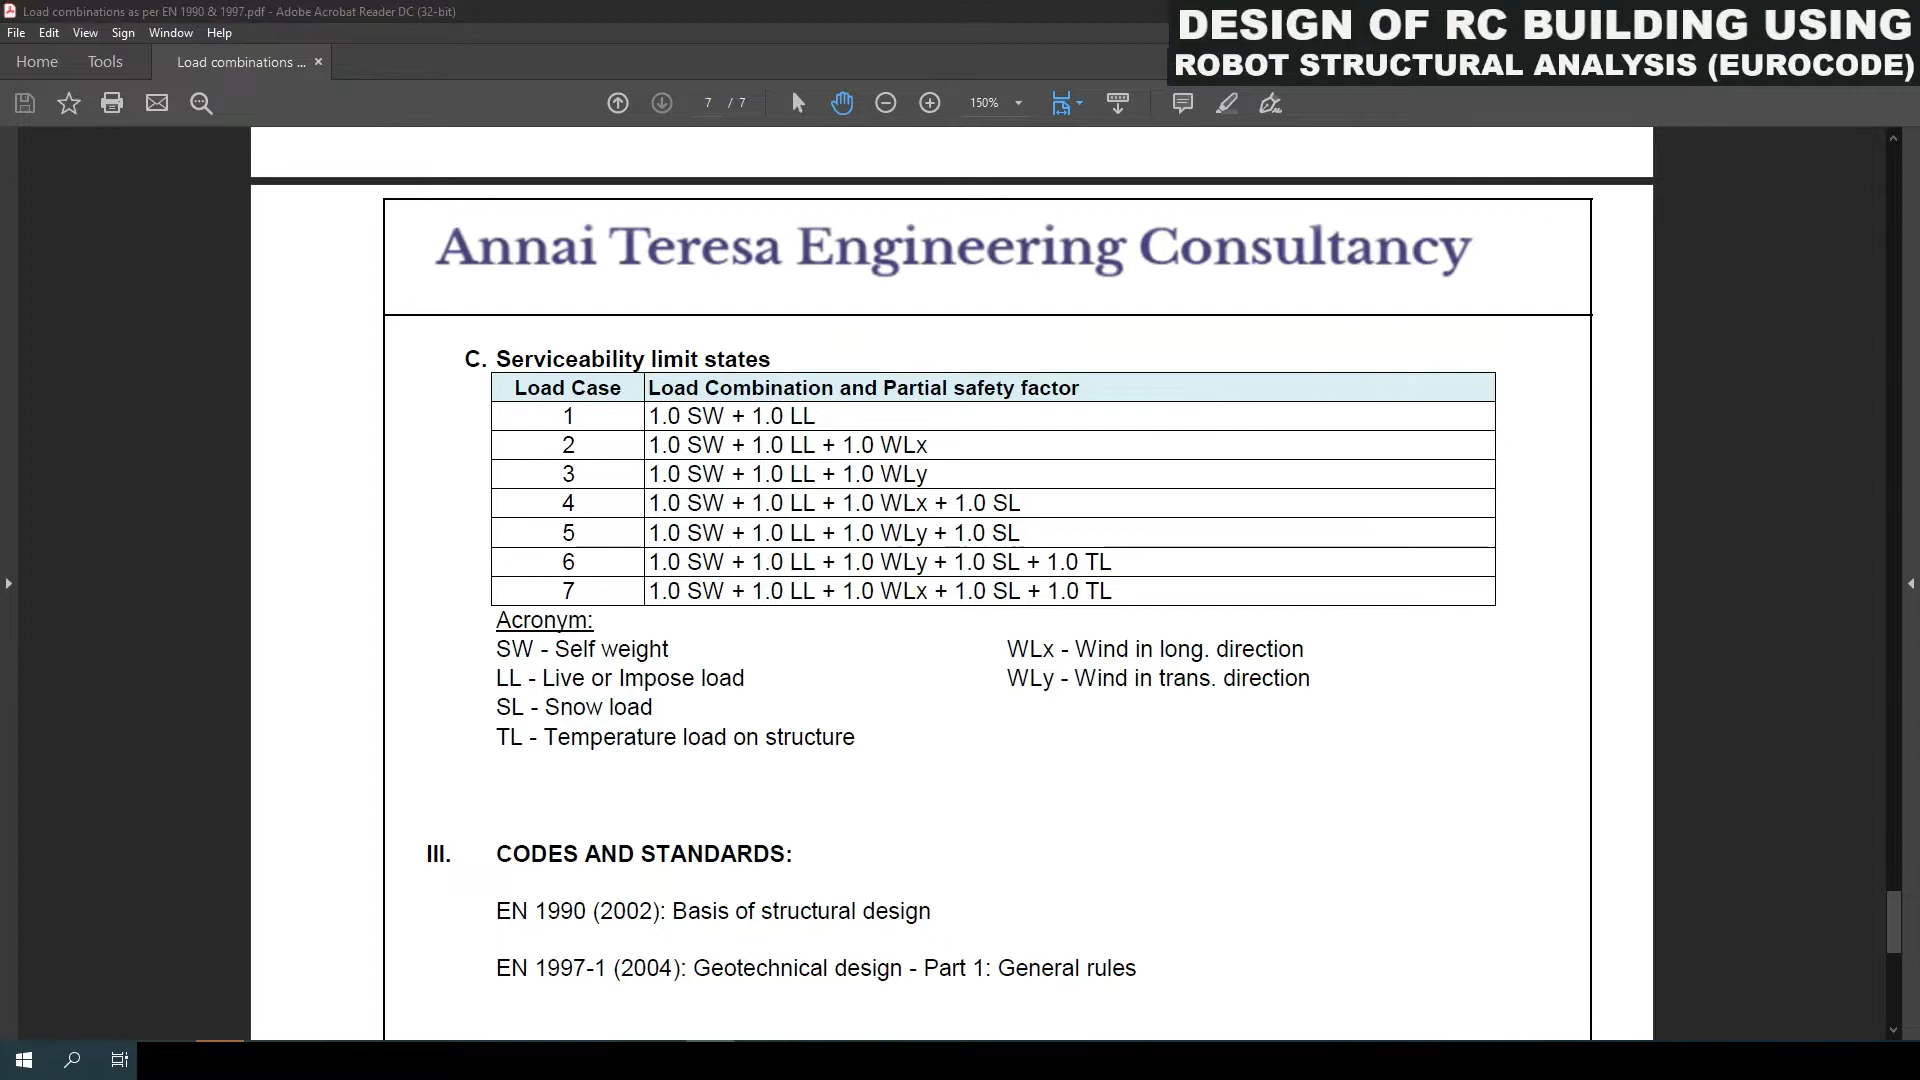 Load combinations as per EN 1990 & 1997.pdf - Adobe Acrobat Reader DC (32-bit)
DESIGN OF RC BUILDING USING
ROBOT STRUCTURAL ANALYSIS (EUROCODE)
File Edit View Sign Window Help
Home Tools Load combinations ... ×
7 / 7 150%
Annai Teresa Engineering Consultancy
C. Serviceability limit states
Load Case Load Combination and Partial safety factor
1 1.0 SW + 1.0 LL
2 1.0 SW + 1.0 LL + 1.0 WLx
3 1.0 SW + 1.0 LL + 1.0 WLy
4 1.0 SW + 1.0 LL + 1.0 WLx + 1.0 SL
5 1.0 SW + 1.0 LL + 1.0 WLy + 1.0 SL
6 1.0 SW + 1.0 LL + 1.0 WLy + 1.0 SL + 1.0 TL
7 1.0 SW + 1.0 LL + 1.0 WLx + 1.0 SL + 1.0 TL
Acronym:
SW - Self weight WLx - Wind in long. direction
LL - Live or Impose load WLy - Wind in trans. direction
SL - Snow load
TL - Temperature load on structure
III. CODES AND STANDARDS:
EN 1990 (2002): Basis of structural design
EN 1997-1 (2004): Geotechnical design - Part 1: General rules